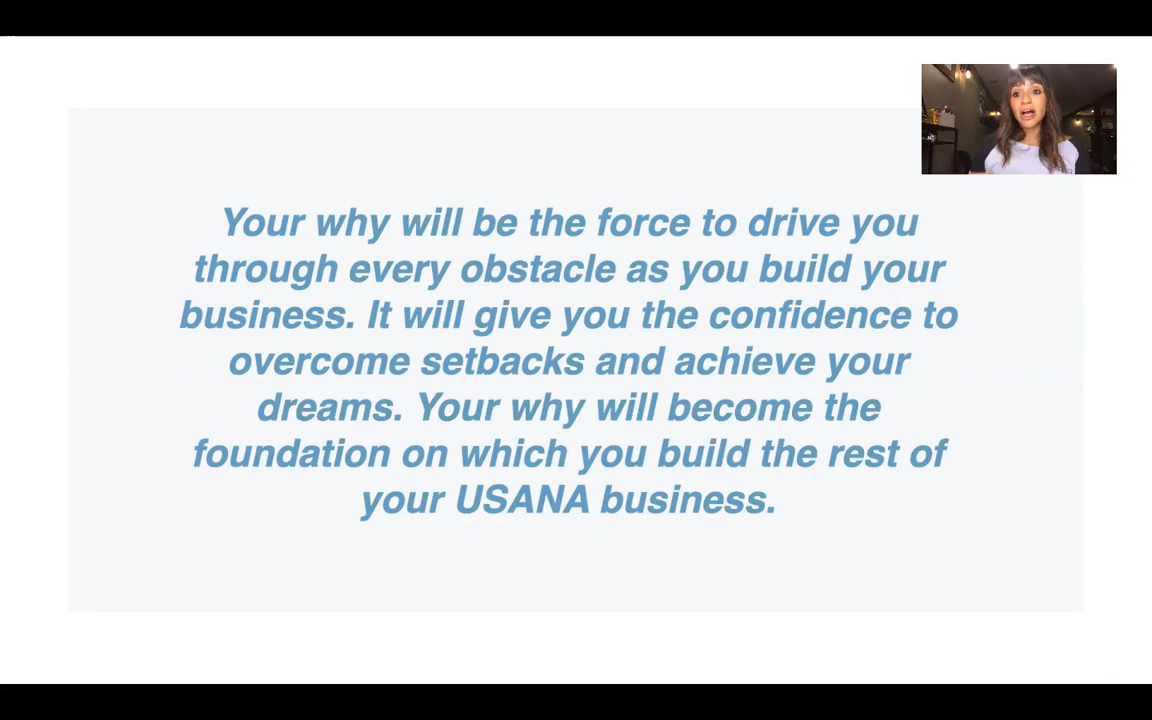 Your why will be the force to drive you
through every obstacle as you build your
business. It will give you the confidence to
overcome setbacks and achieve your
dreams. Your why will become the
foundation on which you build the rest of
your USANA business.